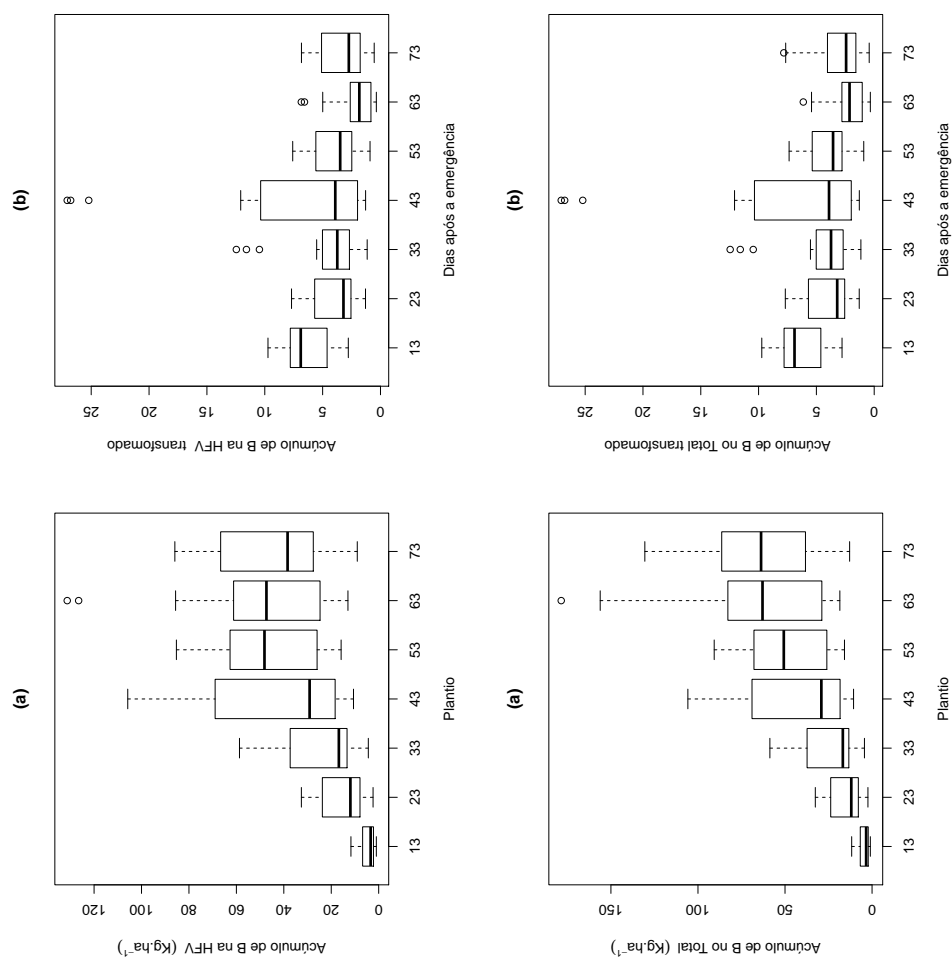 (a)
Acúmulo de B na HFV (Kg.ha⁻¹)
0 20 40 60 80 100 120
13 23 33 43 53 63 73
Plantio
(b)
Acúmulo de B na HFV transfomado
0 5 10 15 20 25
13 23 33 43 53 63 73
Dias após a emergência
(a)
Acúmulo de B no Total (Kg.ha⁻¹)
0 50 100 150
13 23 33 43 53 63 73
Plantio
(b)
Acúmulo de B no Total transfomado
0 5 10 15 20 25
13 23 33 43 53 63 73
Dias após a emergência